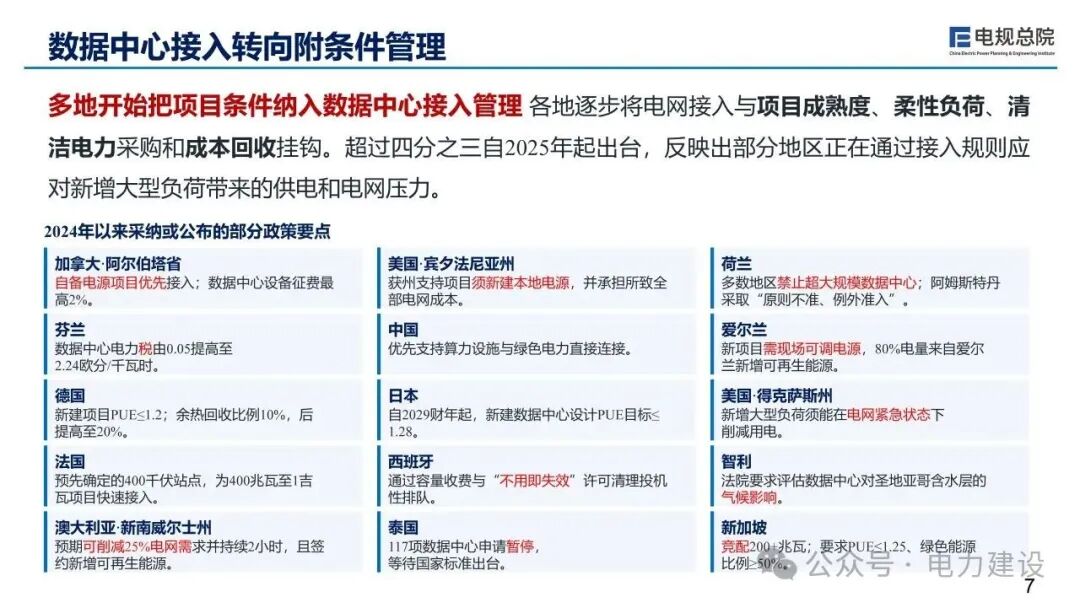 数据中心接入转向附条件管理
电规总院
China Electric Power Planning & Engineering Institute
多地开始把项目条件纳入数据中心接入管理 各地逐步将电网接入与项目成熟度、柔性负荷、清
洁电力采购和成本回收挂钩。超过四分之三自2025年起出台，反映出部分地区正在通过接入规则应
对新增大型负荷带来的供电和电网压力。
2024年以来采纳或公布的部分政策要点
加拿大·阿尔伯塔省
自备电源项目优先接入；数据中心设备征费最
高2%。
美国·宾夕法尼亚州
获州支持项目须新建本地电源，并承担所致全
部电网成本。
荷兰
多数地区禁止超大规模数据中心；阿姆斯特丹
采取“原则不准、例外准入”。
芬兰
数据中心电力税由0.05提高至
2.24欧分/千瓦时。
中国
优先支持算力设施与绿色电力直接连接。
爱尔兰
新项目需现场可调电源，80%电量来自爱尔
兰新增可再生能源。
德国
新建项目PUE≤1.2；余热回收比例10%，后
提高至20%。
日本
自2029财年起，新建数据中心设计PUE目标≤
1.28。
美国·得克萨斯州
新增大型负荷须能在电网紧急状态下
削减用电。
法国
预先确定的400千伏站点，为400兆瓦至1吉
瓦项目快速接入。
西班牙
通过容量收费与“不用即失效”许可清理投机
性排队。
智利
法院要求评估数据中心对圣地亚哥含水层的
气候影响。
澳大利亚·新南威尔士州
预期可削减25%电网需求并持续2小时，且签
约新增可再生能源。
泰国
117项数据中心申请暂停，
等待国家标准出台。
新加坡
竞配200+兆瓦；要求PUE≤1.25、绿色能源
比例≥50%。
公众号·电力建设
7